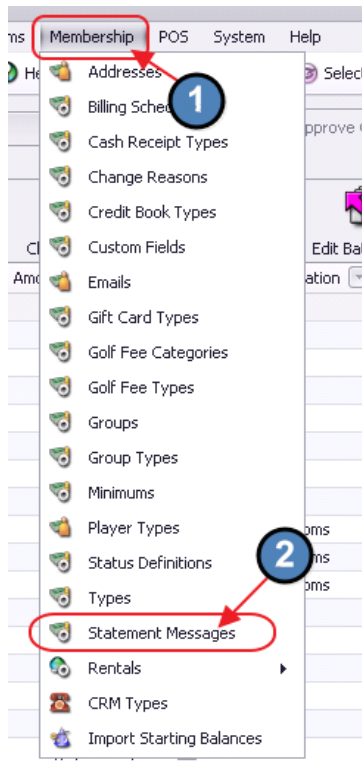 ms Membership POS System Help
He Addresses Selec
1
Billing Sche
pprove
Cash Receipt Types
Change Reasons
Credit Book Types
Cl Custom Fields Edit Ba
Amo Emails ation
Gift Card Types
Golf Fee Categories
Golf Fee Types
Groups
Group Types
Minimums
Player Types oms
2
Status Definitions ms
Types oms
Statement Messages
Rentals
CRM Types
Import Starting Balances